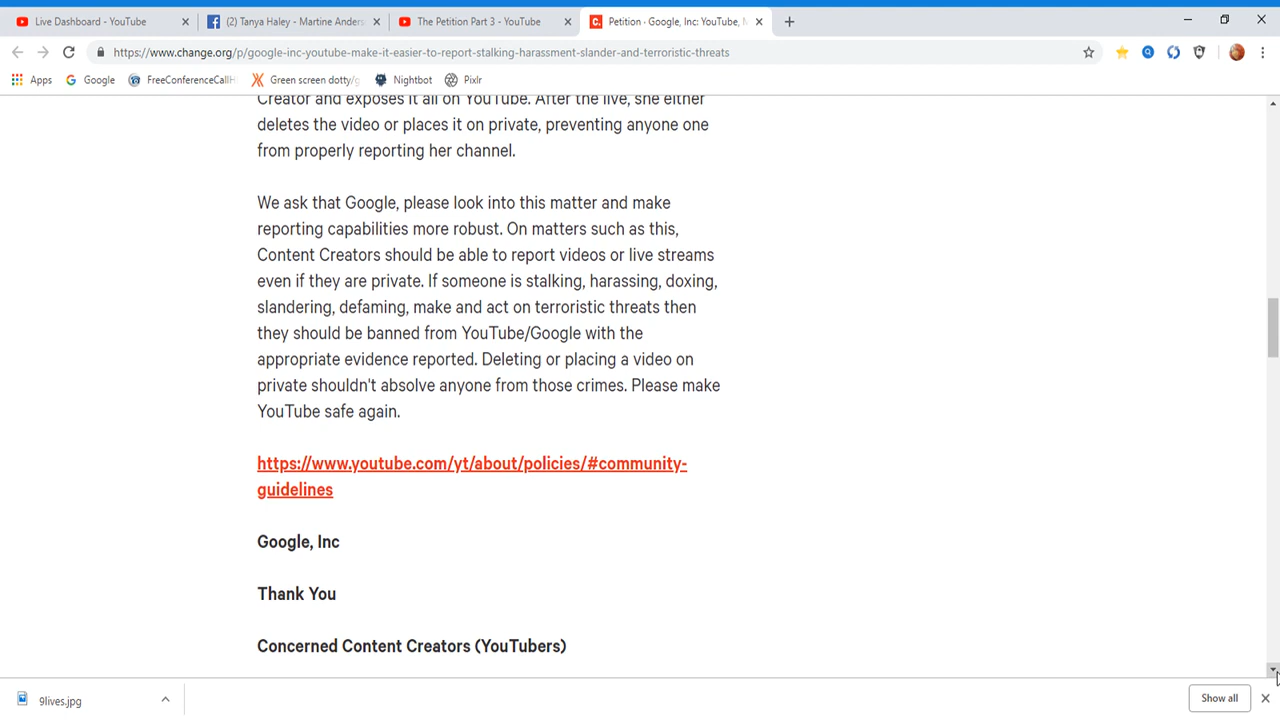 Live Dashboard - YouTube
(2) Tanya Haley - Martine Anders
The Petition Part 3 - YouTube
Petition · Google, Inc: YouTube, M
https://www.change.org/p/google-inc-youtube-make-it-easier-to-report-stalking-harassment-slander-and-terroristic-threats
Apps Google FreeConferenceCallH Green screen dotty/g Nightbot Pixlr
Creator and exposes it all on YouTube. After the live, she either
deletes the video or places it on private, preventing anyone one
from properly reporting her channel.
We ask that Google, please look into this matter and make
reporting capabilities more robust. On matters such as this,
Content Creators should be able to report videos or live streams
even if they are private. If someone is stalking, harassing, doxing,
slandering, defaming, make and act on terroristic threats then
they should be banned from YouTube/Google with the
appropriate evidence reported. Deleting or placing a video on
private shouldn't absolve anyone from those crimes. Please make
YouTube safe again.
https://www.youtube.com/yt/about/policies/#community-
guidelines
Google, Inc
Thank You
Concerned Content Creators (YouTubers)
9lives.jpg
Show all